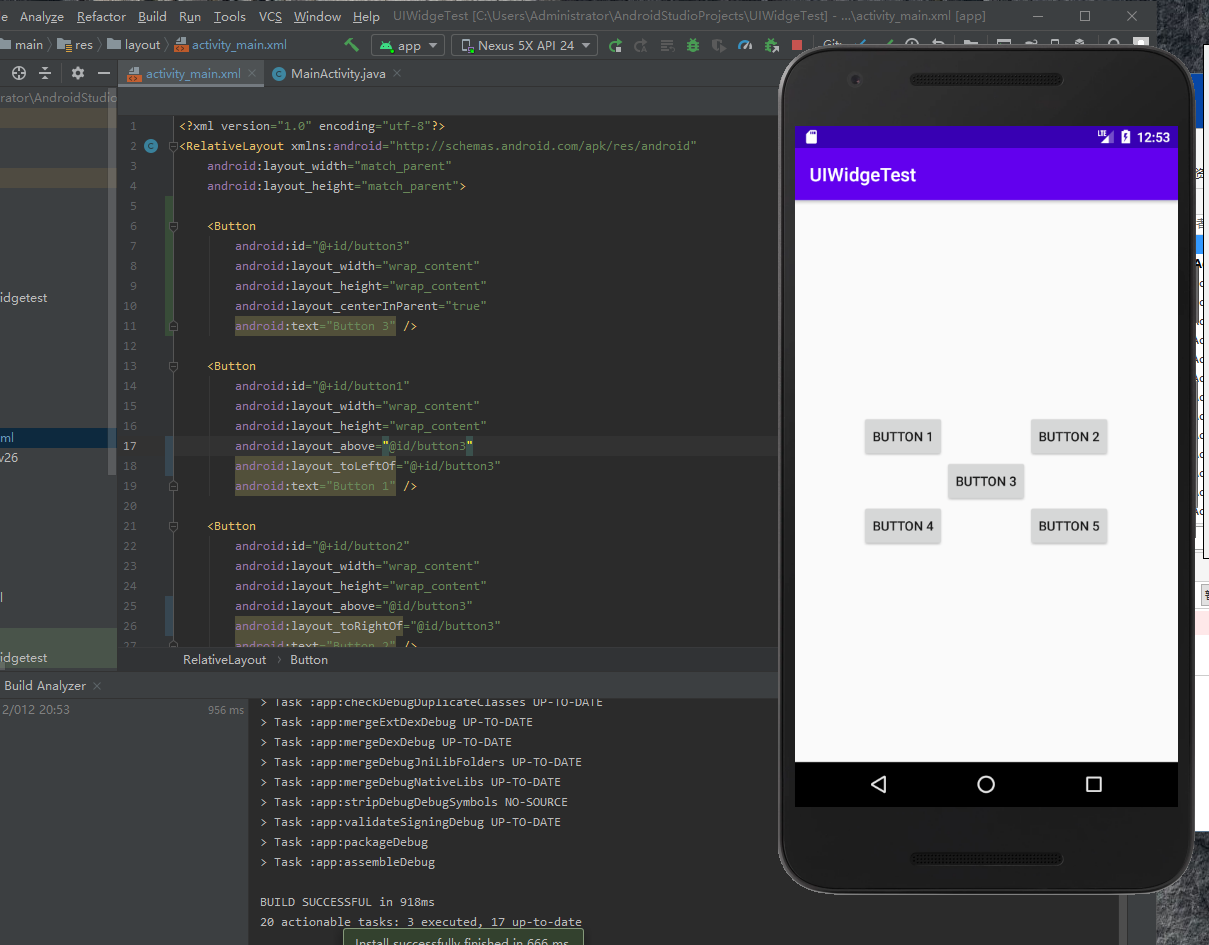 e Analyze Refactor Build Run Tools VCS Window Help UIWidgeTest [C:\Users\Administrator\AndroidStudioProjects\UIWidgeTest] - ...\activity_main.xml [app]
main res layout activity_main.xml app Nexus 5X API 24 Git:
rator\AndroidStudio activity_main.xml MainActivity.java
1 <?xml version="1.0" encoding="utf-8"?>
2 <RelativeLayout xmlns:android="http://schemas.android.com/apk/res/android"
3 android:layout_width="match_parent"
4 android:layout_height="match_parent">
5
6 <Button
7 android:id="@+id/button3"
8 android:layout_width="wrap_content"
9 android:layout_height="wrap_content"
10 android:layout_centerInParent="true"
11 android:text="Button 3" />
12
13 <Button
14 android:id="@+id/button1"
15 android:layout_width="wrap_content"
16 android:layout_height="wrap_content"
17 android:layout_above="@id/button3"
18 android:layout_toLeftOf="@+id/button3"
19 android:text="Button 1" />
20
21 <Button
22 android:id="@+id/button2"
23 android:layout_width="wrap_content"
24 android:layout_height="wrap_content"
25 android:layout_above="@id/button3"
26 android:layout_toRightOf="@id/button3"
27 android:text="Button 2" />
idgetest
ml
v26
idgetest
RelativeLayout Button
Build Analyzer
2/012 20:53 956 ms
> Task :app:checkDebugDuplicateClasses UP-TO-DATE
> Task :app:mergeExtDexDebug UP-TO-DATE
> Task :app:mergeDexDebug UP-TO-DATE
> Task :app:mergeDebugJniLibFolders UP-TO-DATE
> Task :app:mergeDebugNativeLibs UP-TO-DATE
> Task :app:stripDebugDebugSymbols NO-SOURCE
> Task :app:validateSigningDebug UP-TO-DATE
> Task :app:packageDebug
> Task :app:assembleDebug
BUILD SUCCESSFUL in 918ms
20 actionable tasks: 3 executed, 17 up-to-date
Install successfully finished in 666 ms.
LTE 12:53
UIWidgeTest
BUTTON 1 BUTTON 2
BUTTON 3
BUTTON 4 BUTTON 5